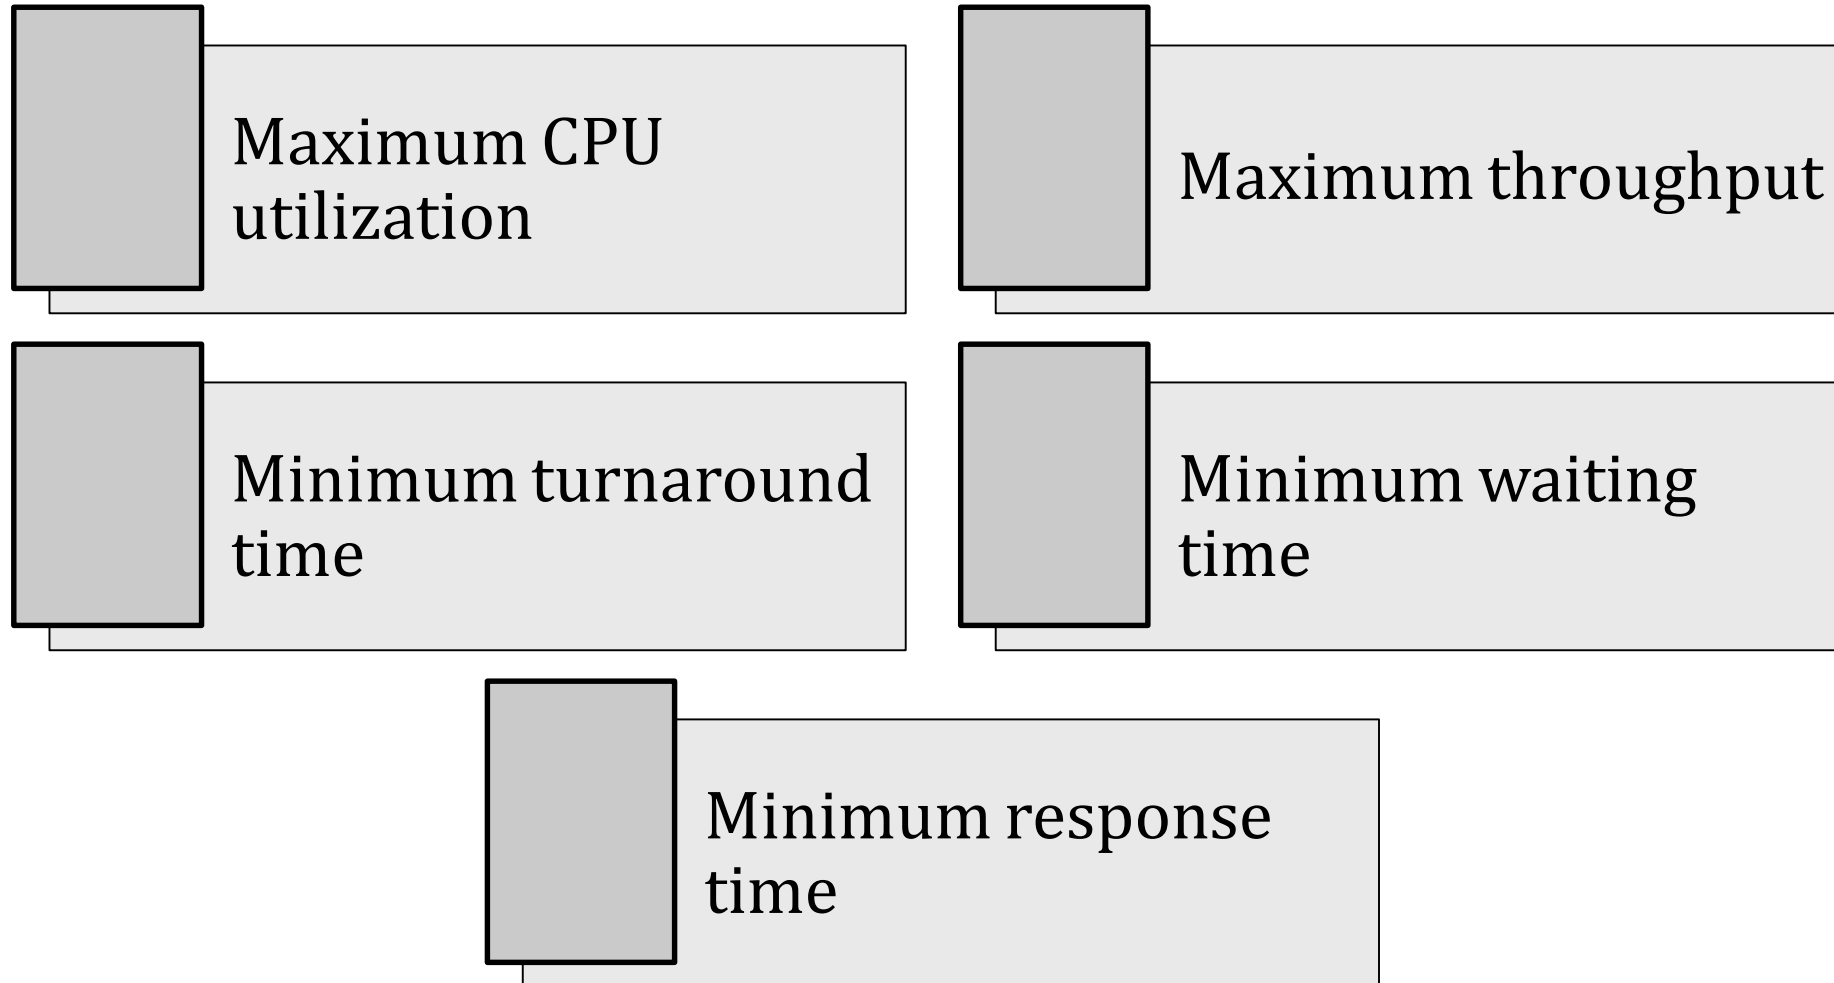 Maximum CPU
utilization
Maximum throughput
Minimum turnaround
time
Minimum waiting
time
Minimum response
time